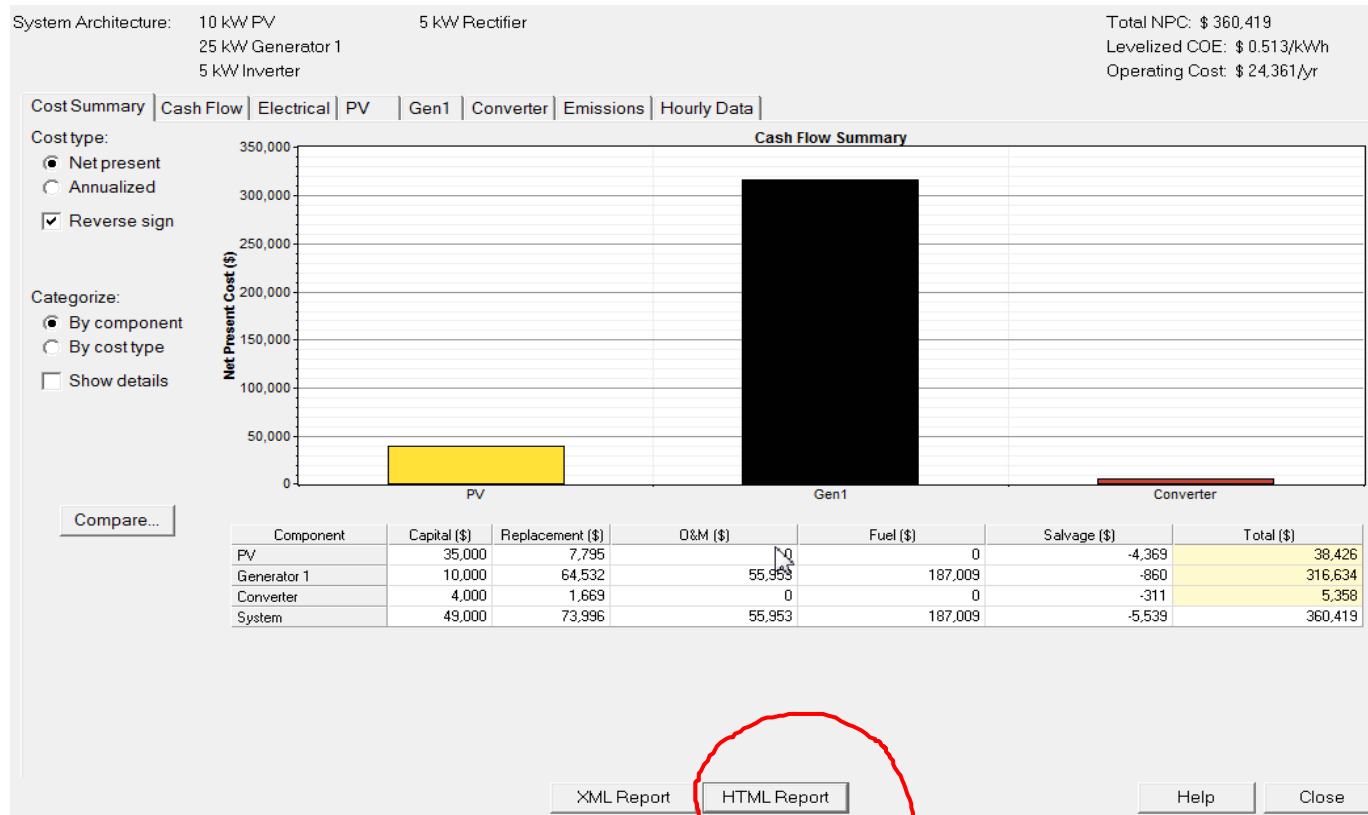 System Architecture: 10 kW PV 5 kW Rectifier Total NPC: $ 360,419
25 kW Generator 1 Levelized COE: $ 0.513/kWh
5 kW Inverter Operating Cost: $ 24,361/yr
Cost Summary Cash Flow Electrical PV Gen1 Converter Emissions Hourly Data
Cost type:
Net present
Annualized
Reverse sign
Categorize:
By component
By cost type
Show details
Compare...
Cash Flow Summary
Net Present Cost ($)
350,000
300,000
250,000
200,000
150,000
100,000
50,000
0
PV Gen1 Converter
Component Capital ($) Replacement ($) O&M ($) Fuel ($) Salvage ($) Total ($)
PV 35,000 7,795 0 0 -4,369 38,426
Generator 1 10,000 64,532 55,953 187,009 -860 316,634
Converter 4,000 1,669 0 0 -311 5,358
System 49,000 73,996 55,953 187,009 -5,539 360,419
XML Report HTML Report Help Close